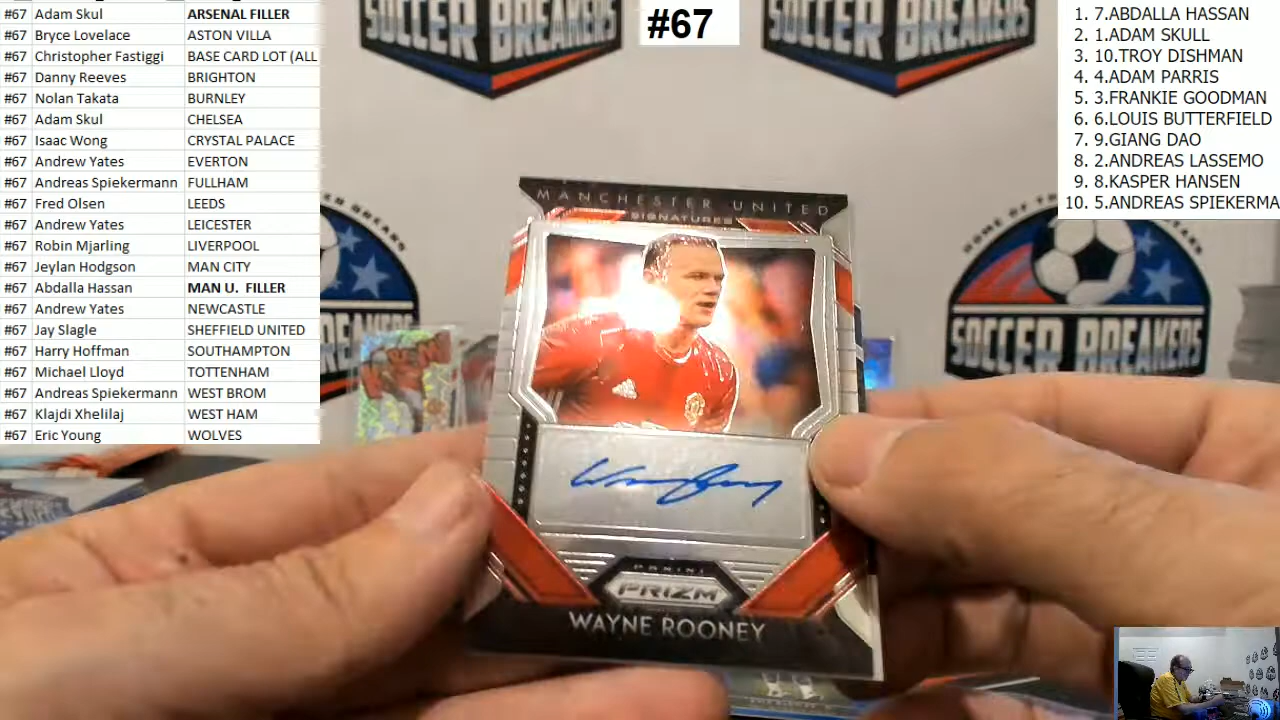 #67 Adam Skul ARSENAL FILLER
#67 Bryce Lovelace ASTON VILLA
#67 Christopher Fastiggi BASE CARD LOT (ALL
#67 Danny Reeves BRIGHTON
#67 Nolan Takata BURNLEY
#67 Adam Skul CHELSEA
#67 Isaac Wong CRYSTAL PALACE
#67 Andrew Yates EVERTON
#67 Andreas Spiekermann FULLHAM
#67 Fred Olsen LEEDS
#67 Andrew Yates LEICESTER
#67 Robin Mjarling LIVERPOOL
#67 Jeylan Hodgson MAN CITY
#67 Abdalla Hassan MAN U. FILLER
#67 Andrew Yates NEWCASTLE
#67 Jay Slagle SHEFFIELD UNITED
#67 Harry Hoffman SOUTHAMPTON
#67 Michael Lloyd TOTTENHAM
#67 Andreas Spiekermann WEST BROM
#67 Klajdi Xhelilaj WEST HAM
#67 Eric Young WOLVES
#67
1. 7.ABDALLA HASSAN
2. 1.ADAM SKULL
3. 10.TROY DISHMAN
4. 4.ADAM PARRIS
5. 3.FRANKIE GOODMAN
6. 6.LOUIS BUTTERFIELD
7. 9.GIANG DAO
8. 2.ANDREAS LASSEMO
9. 8.KASPER HANSEN
10. 5.ANDREAS SPIEKERMA
SOCCER BREAKERS
SOCCER BREAKERS
HOME OF THE
SOCCER BREAKERS
MANCHESTER UNITED
SIGNATURES
PANINI
PRIZM
WAYNE ROONEY